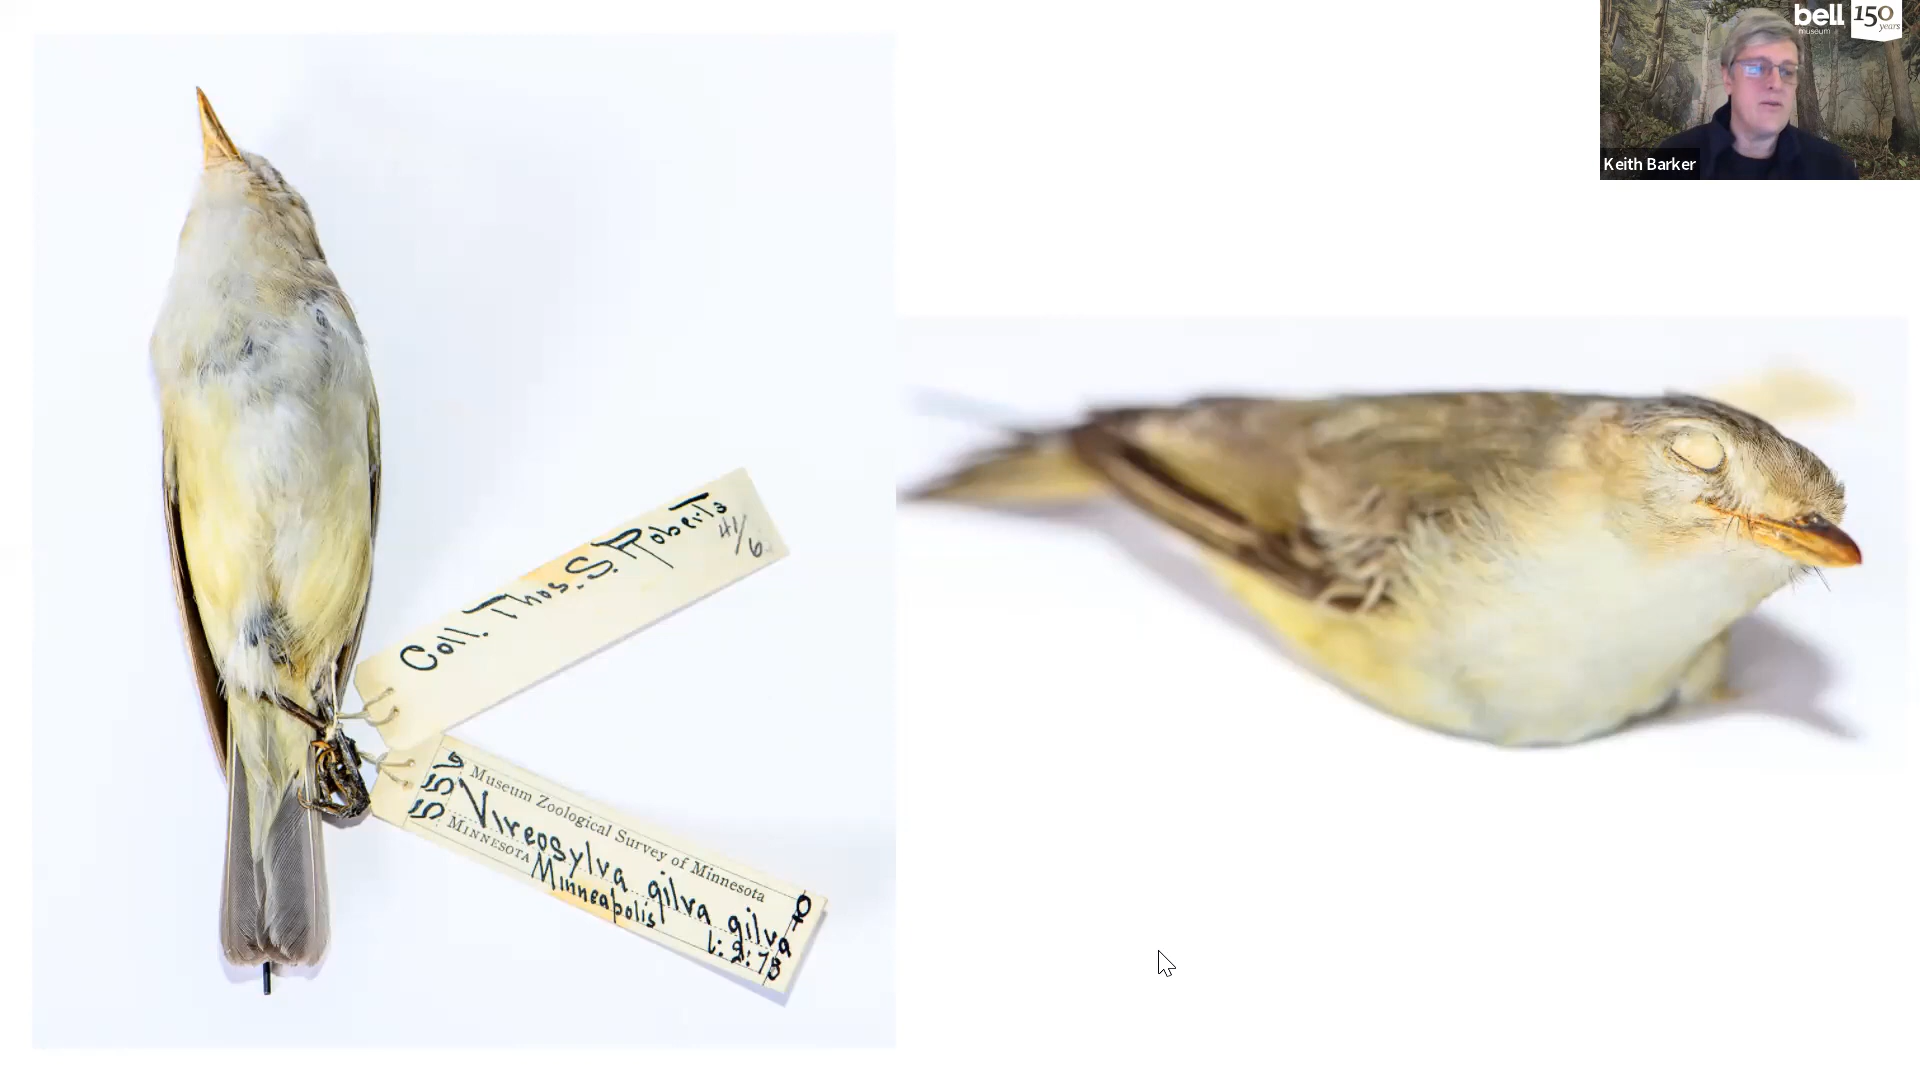 bell
museum
150
years
Keith Barker
Coll. Thos. S. Roberts
41/6.
Museum Zoological Survey of Minnesota
Vireosylva gilva gilva ♀
Minnesota
Minneapolis